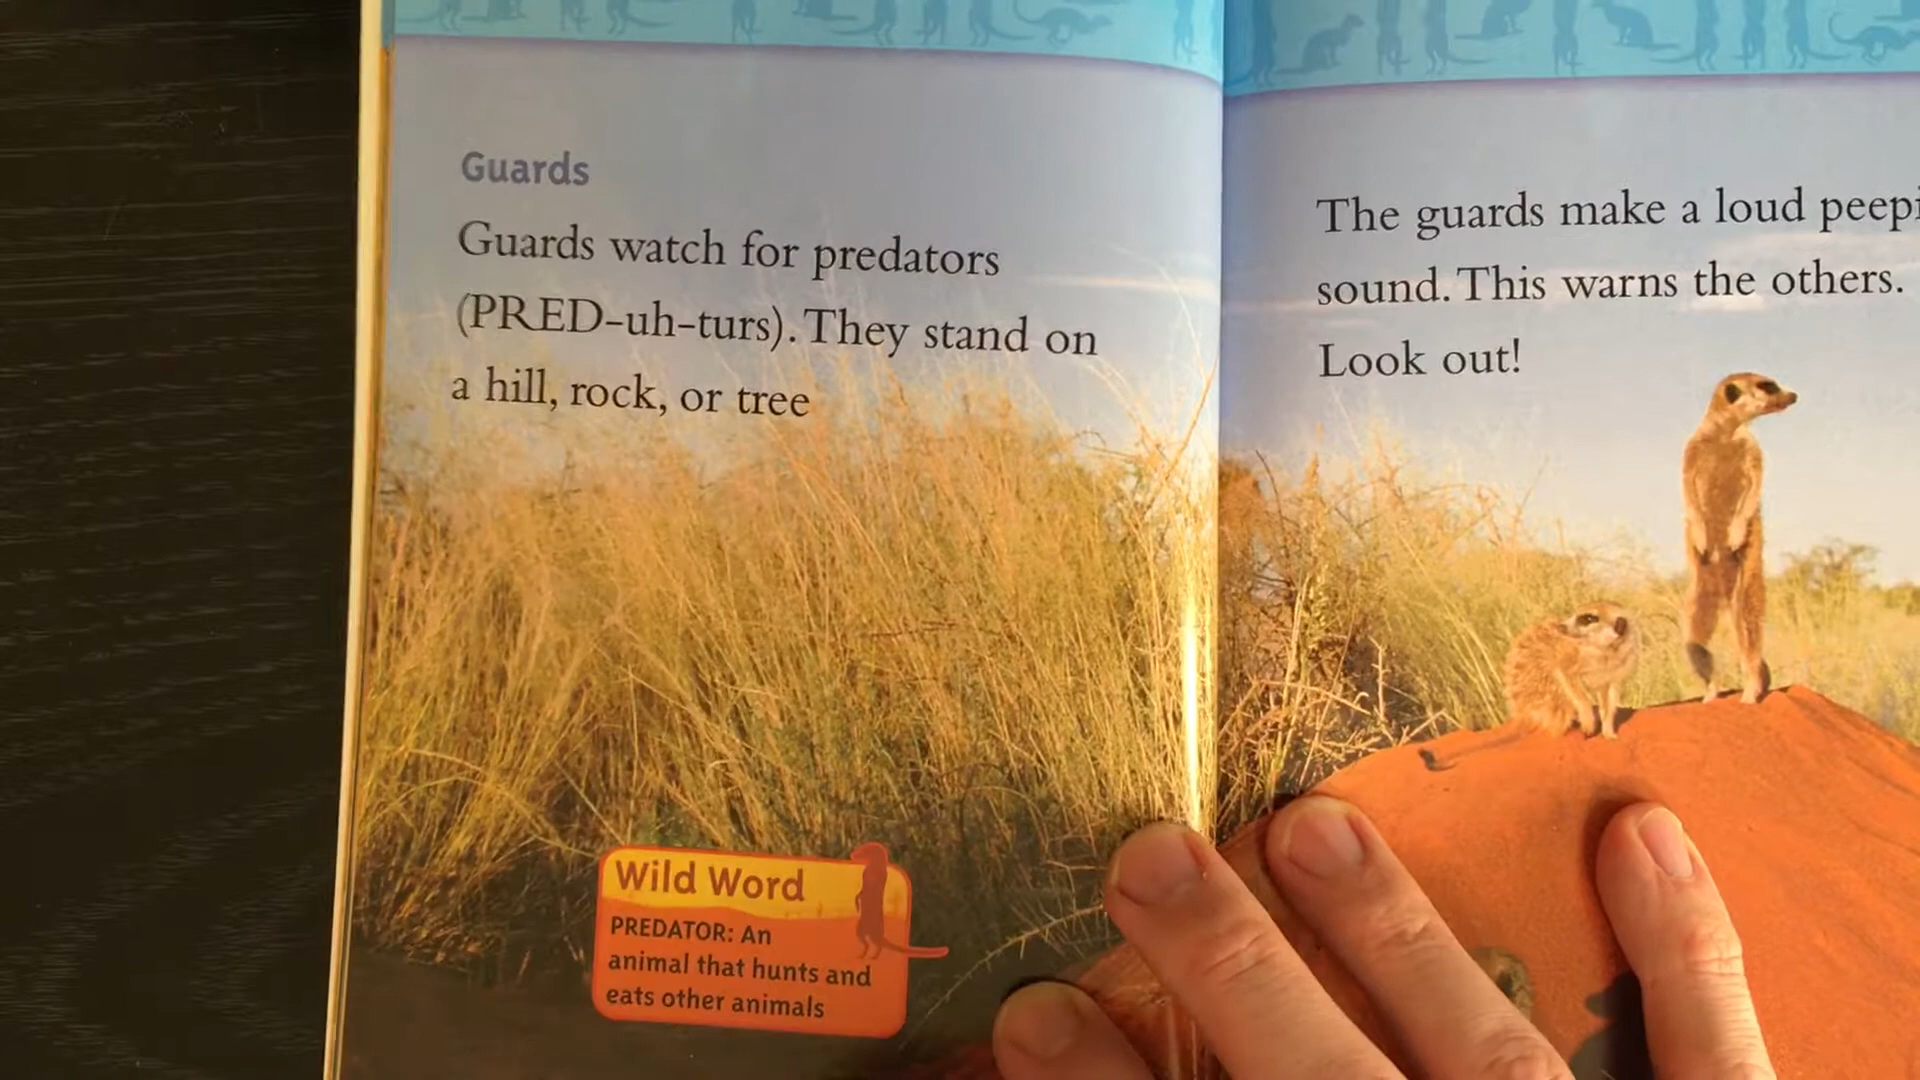 Guards
Guards watch for predators
(PRED-uh-turs). They stand on
a hill, rock, or tree
Wild Word
PREDATOR: An
animal that hunts and
eats other animals
The guards make a loud
sound. This warns the others.
Look out!